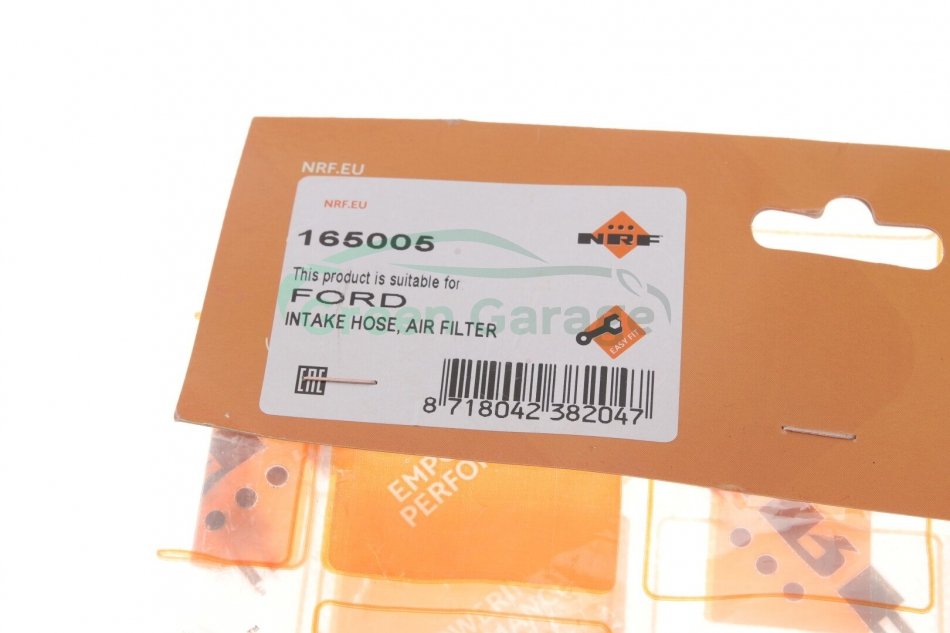 NRF.EU
NRF.EU
165005
NRF
This product is suitable for
FORD
Green Garage
INTAKE HOSE, AIR FILTER
EASY FIT
EAC
8 718042 382047